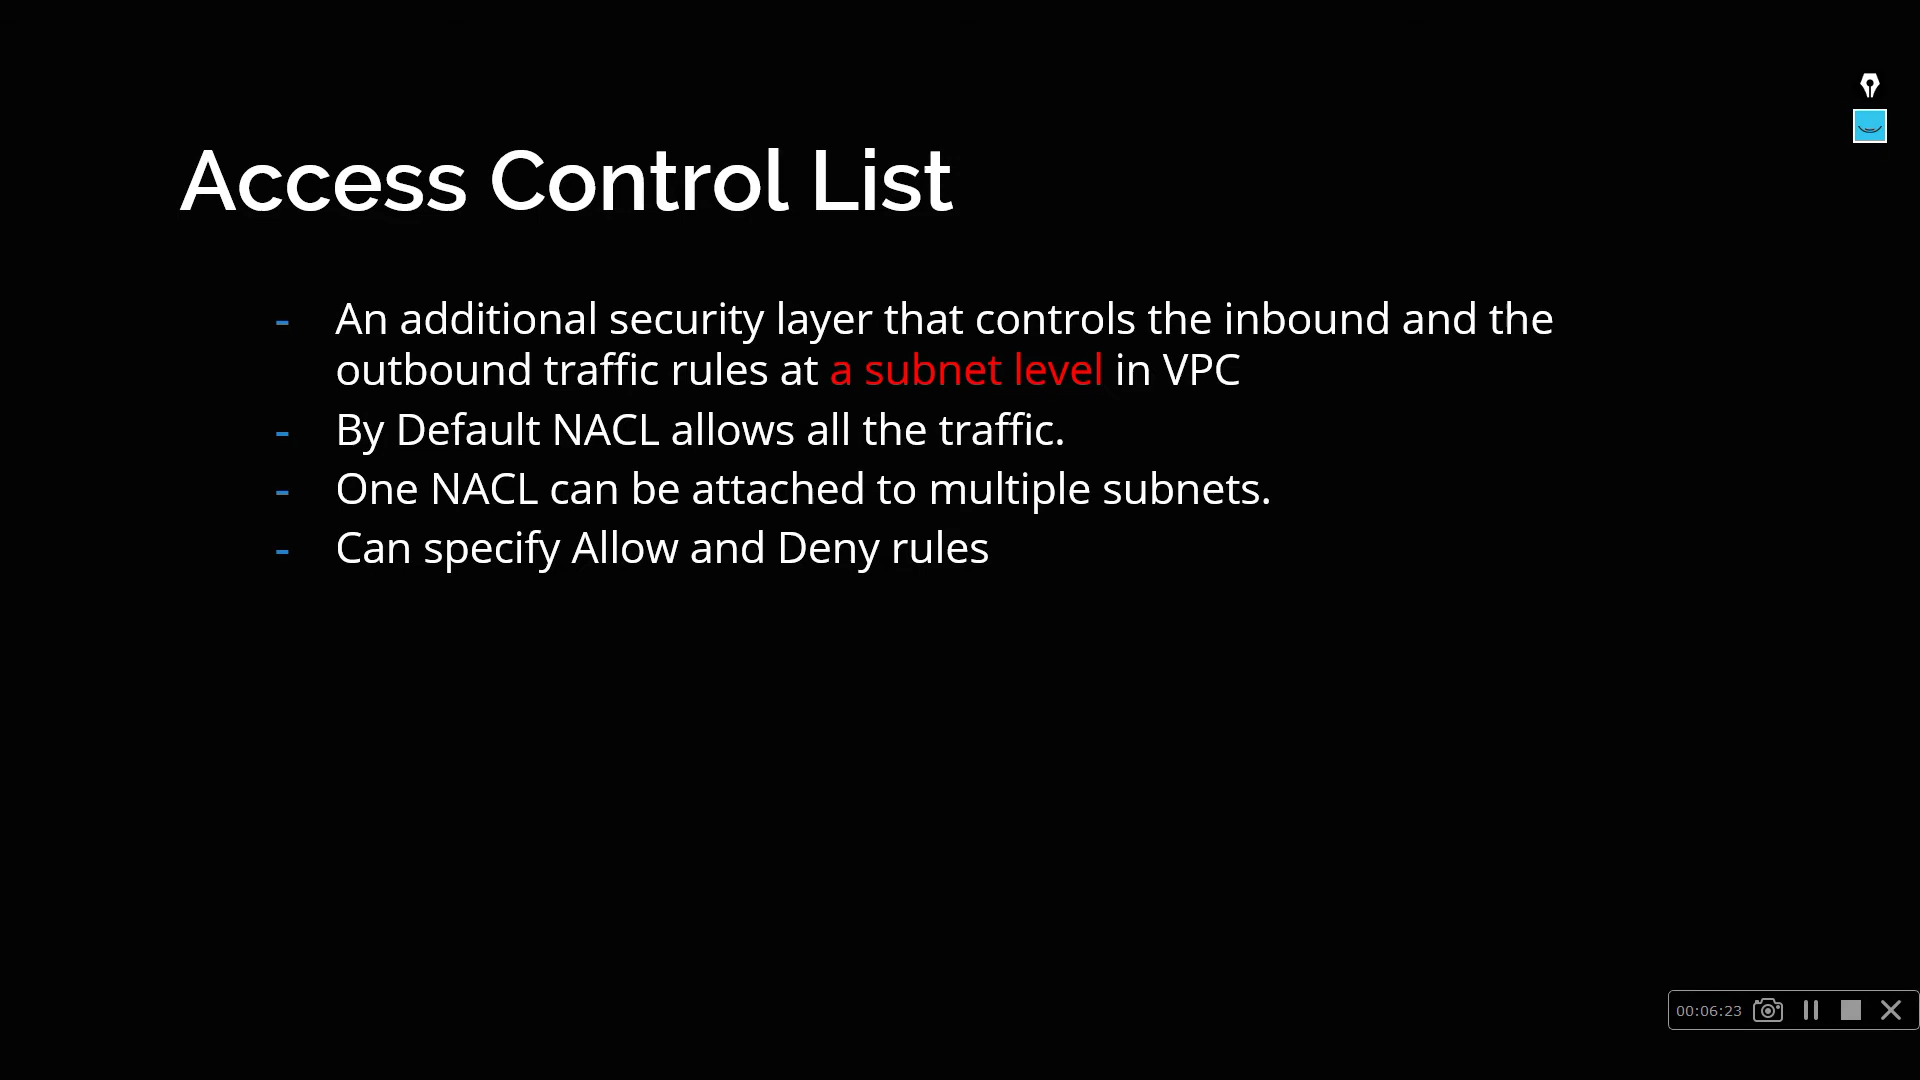 Access Control List
- An additional security layer that controls the inbound and the
outbound traffic rules at a subnet level in VPC
- By Default NACL allows all the traffic.
- One NACL can be attached to multiple subnets.
- Can specify Allow and Deny rules
00:06:23